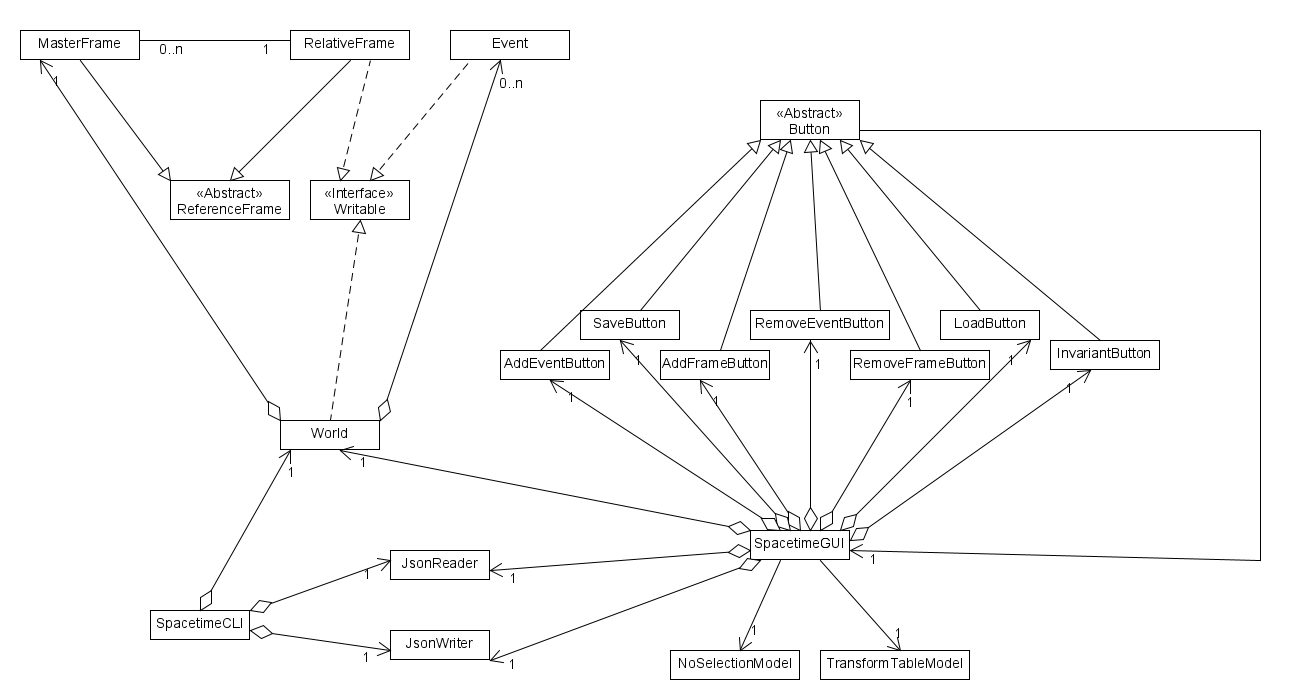 MasterFrame
0..n
1
RelativeFrame
Event
1
0..n
«Abstract»
Button
«Abstract»
ReferenceFrame
«Interface»
Writable
SaveButton
RemoveEventButton
LoadButton
AddEventButton
1
AddFrameButton
1
RemoveFrameButton
1
InvariantButton
1
1
1
1
World
1
1
SpacetimeGUI
1
JsonReader
1
1
SpacetimeCLI
JsonWriter
1
1
1
1
NoSelectionModel
TransformTableModel